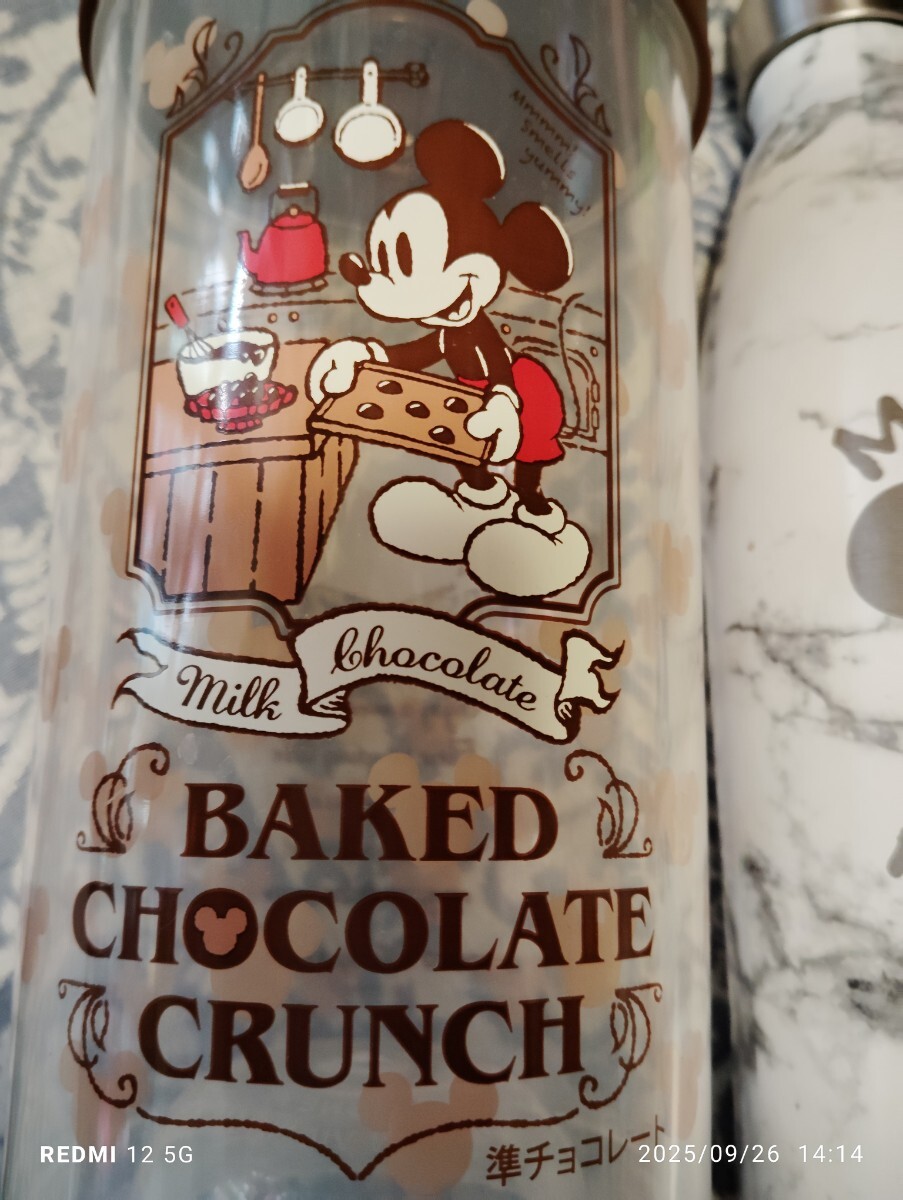 Mmmm!
smells
yummy!
Milk Chocolate
BAKED
CHOCOLATE
CRUNCH
準チョコレート
M
REDMI 12 5G
2025/09/26 14:14